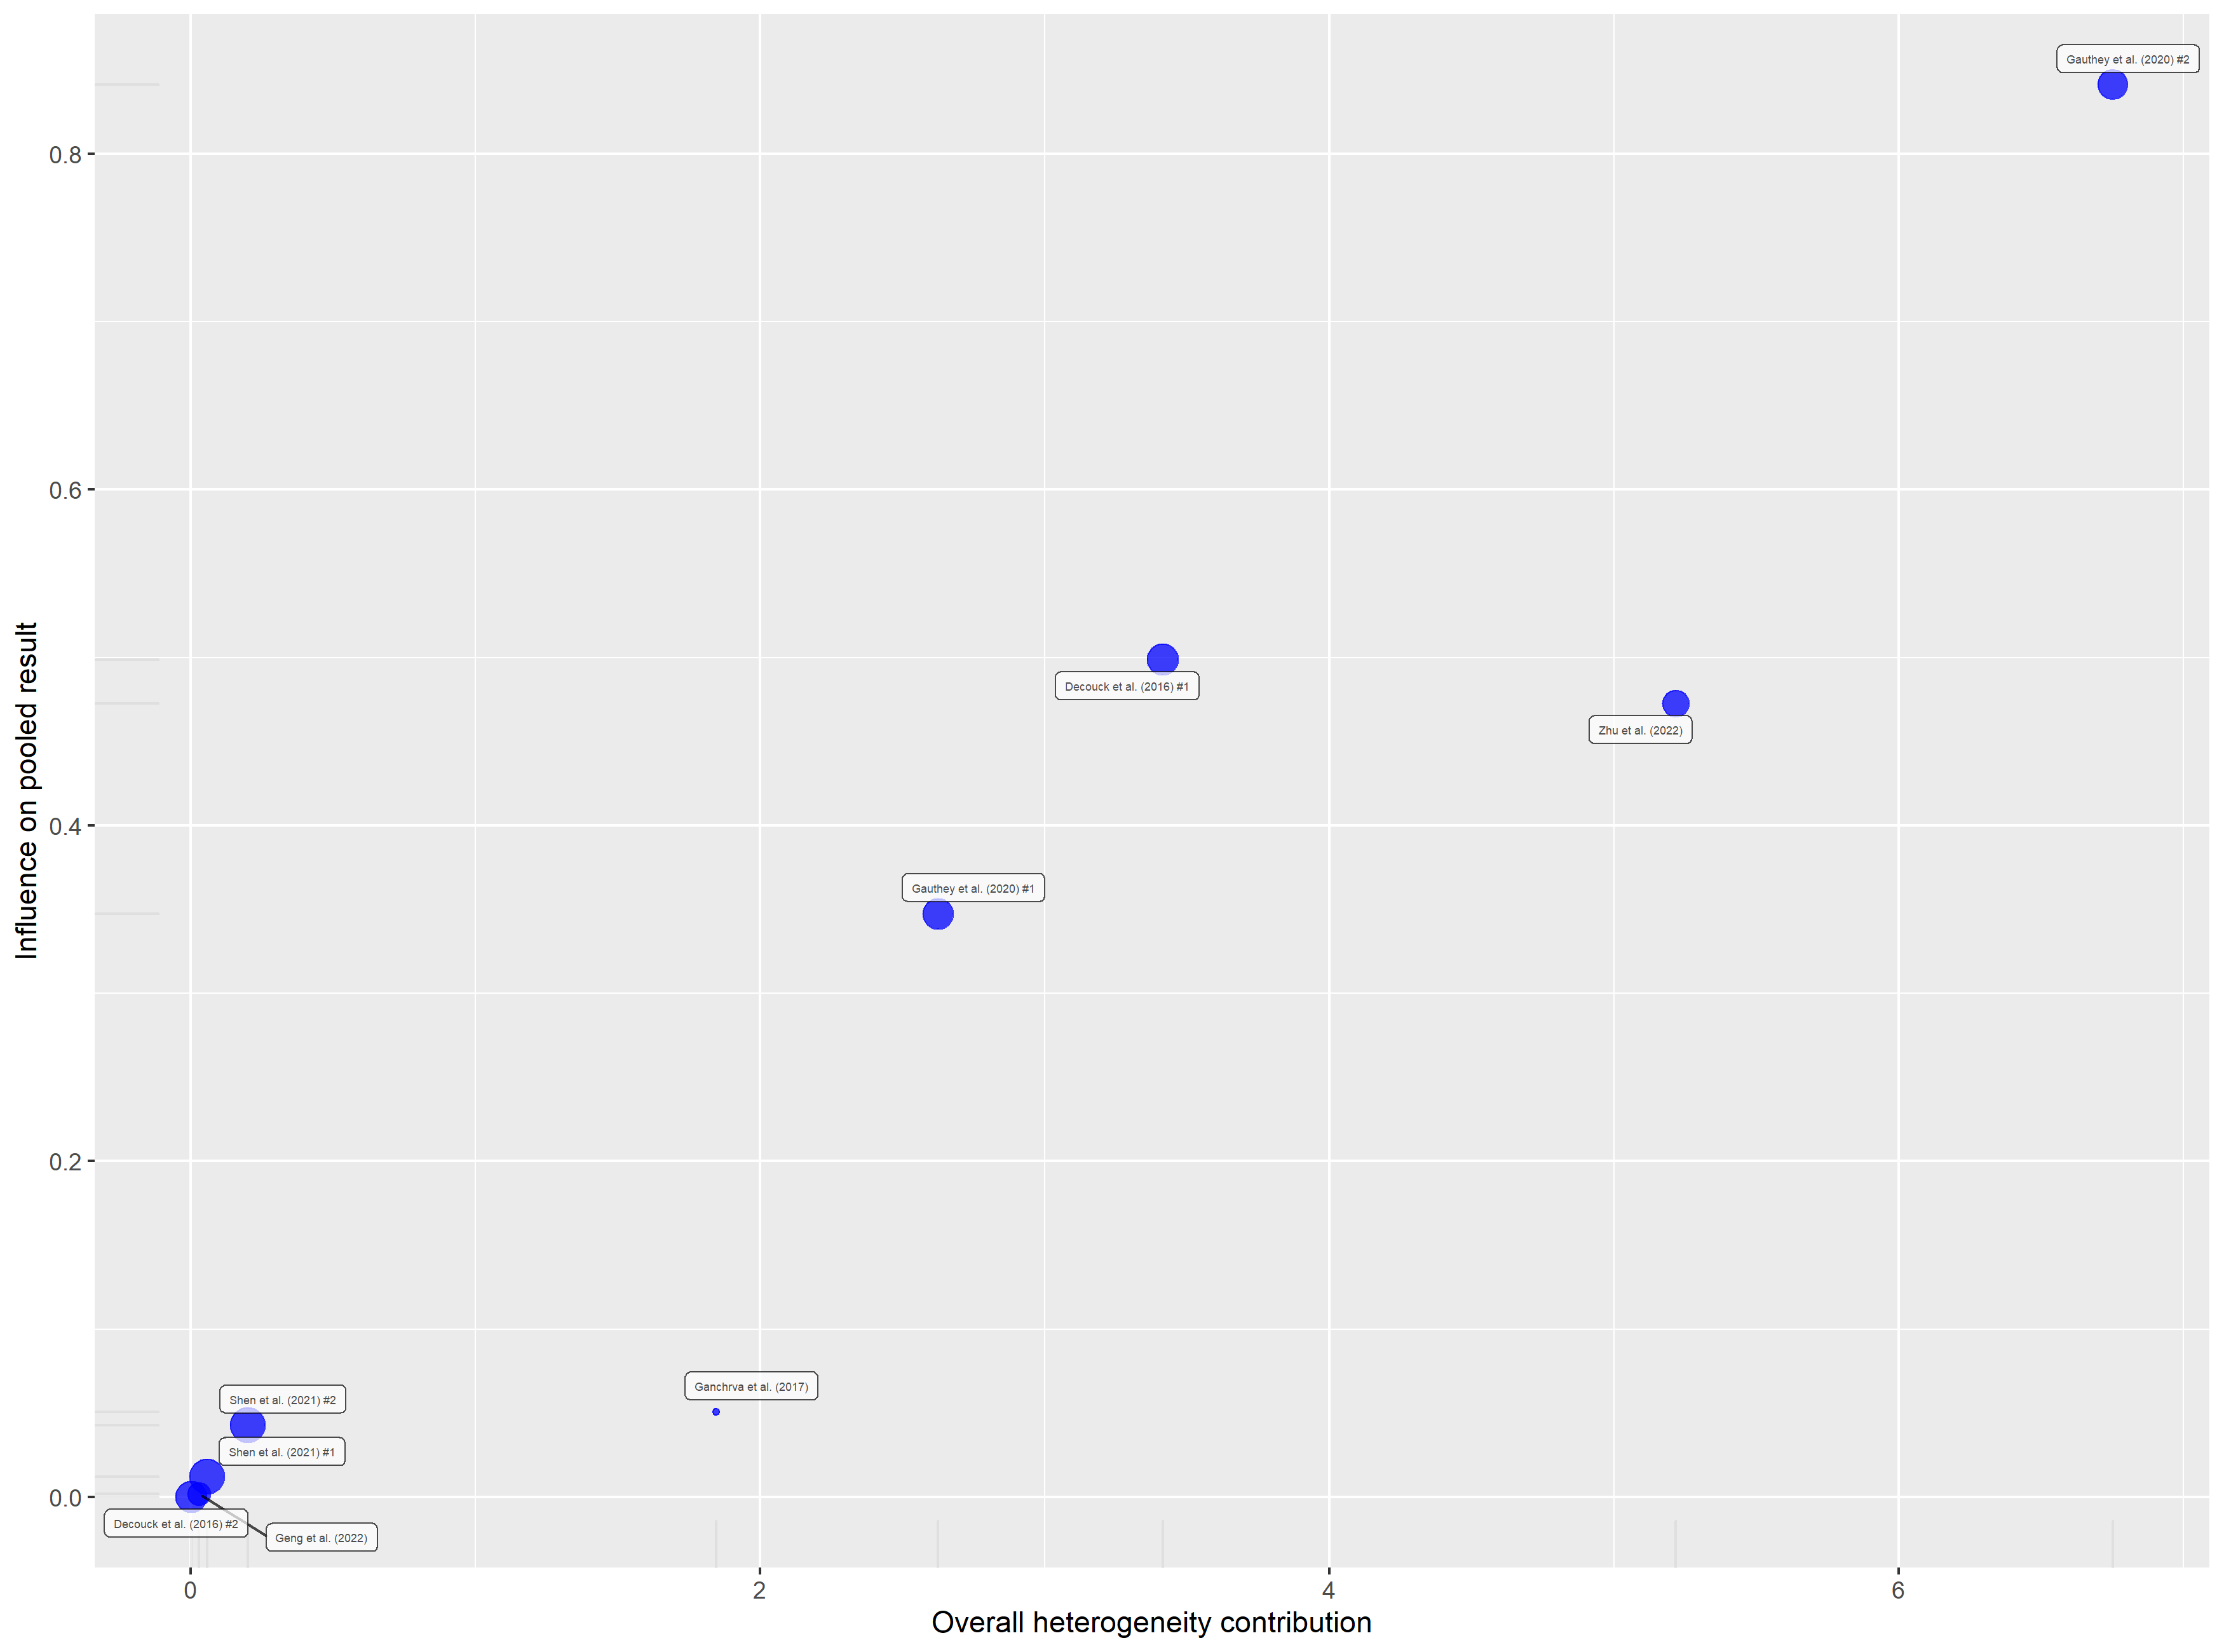 Gauthey et al. (2020) #2
0.8
0.6
Decouck et al. (2016) #1
Zhu et al. (2022)
Influence on pooled result
0.4
Gauthey et al. (2020) #1
0.2
Ganchrva et al. (2017)
Shen et al. (2021) #2
Shen et al. (2021) #1
0.0
Decouck et al. (2016) #2
Geng et al. (2022)
0
2
4
6
Overall heterogeneity contribution